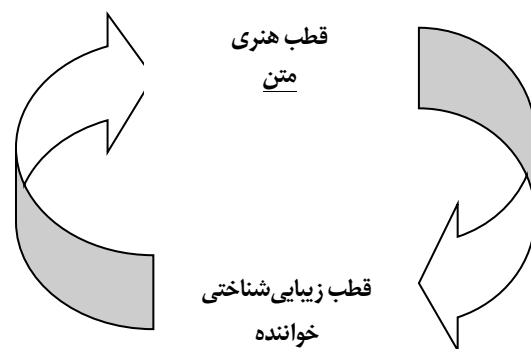 قطب هنری
متن
قطب زیبایی‌شناختی
خواننده